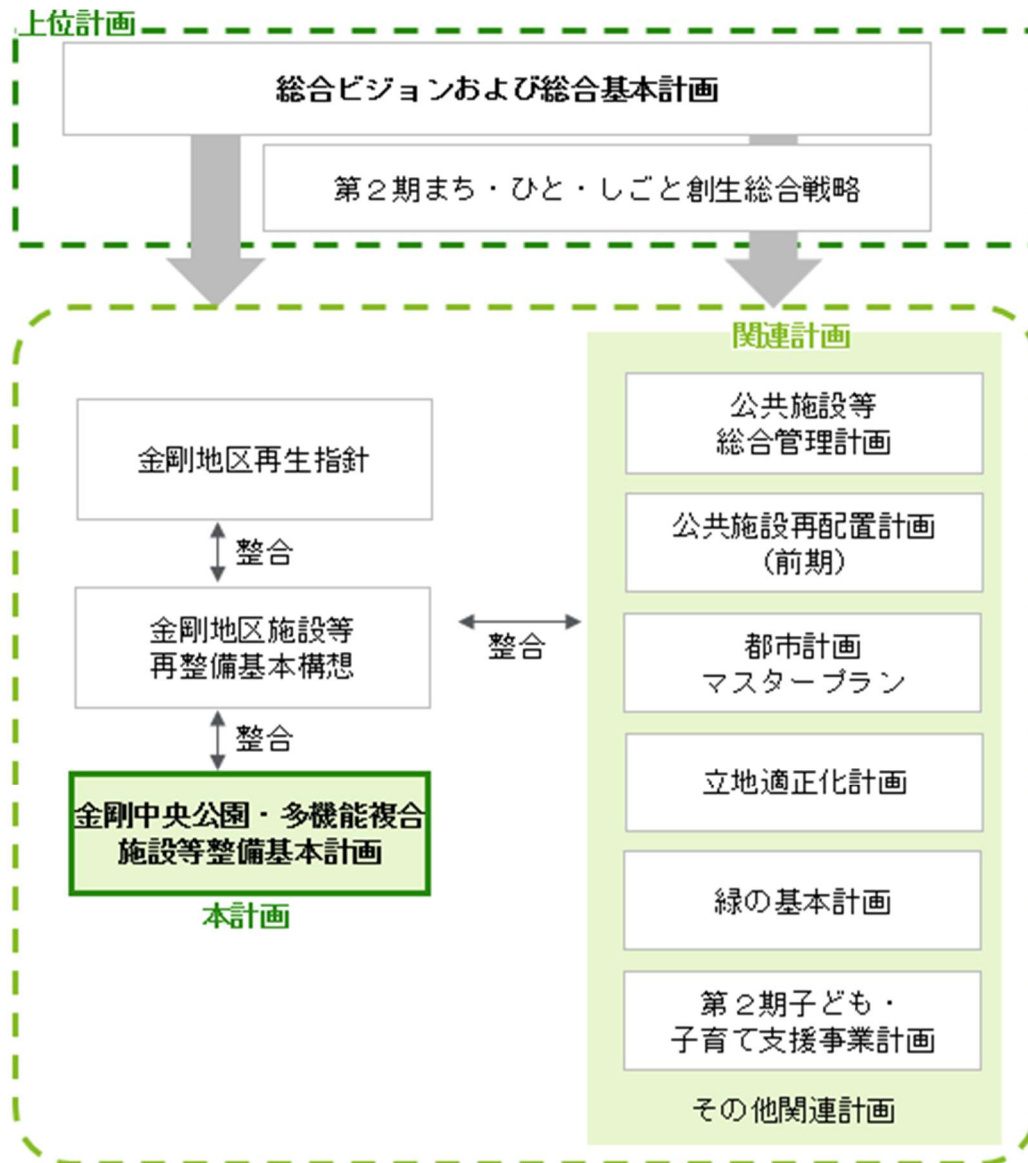 上位計画
総合ビジョンおよび総合基本計画
第2期まち・ひと・しごと創生総合戦略
金剛地区再生指針
整合
金剛地区施設等
再整備基本構想
整合
金剛中央公園・多機能複合
施設等整備基本計画
本計画
整合
関連計画
公共施設等
総合管理計画
公共施設再配置計画
(前期)
都市計画
マスタープラン
立地適正化計画
緑の基本計画
第2期子ども・
子育て支援事業計画
その他関連計画